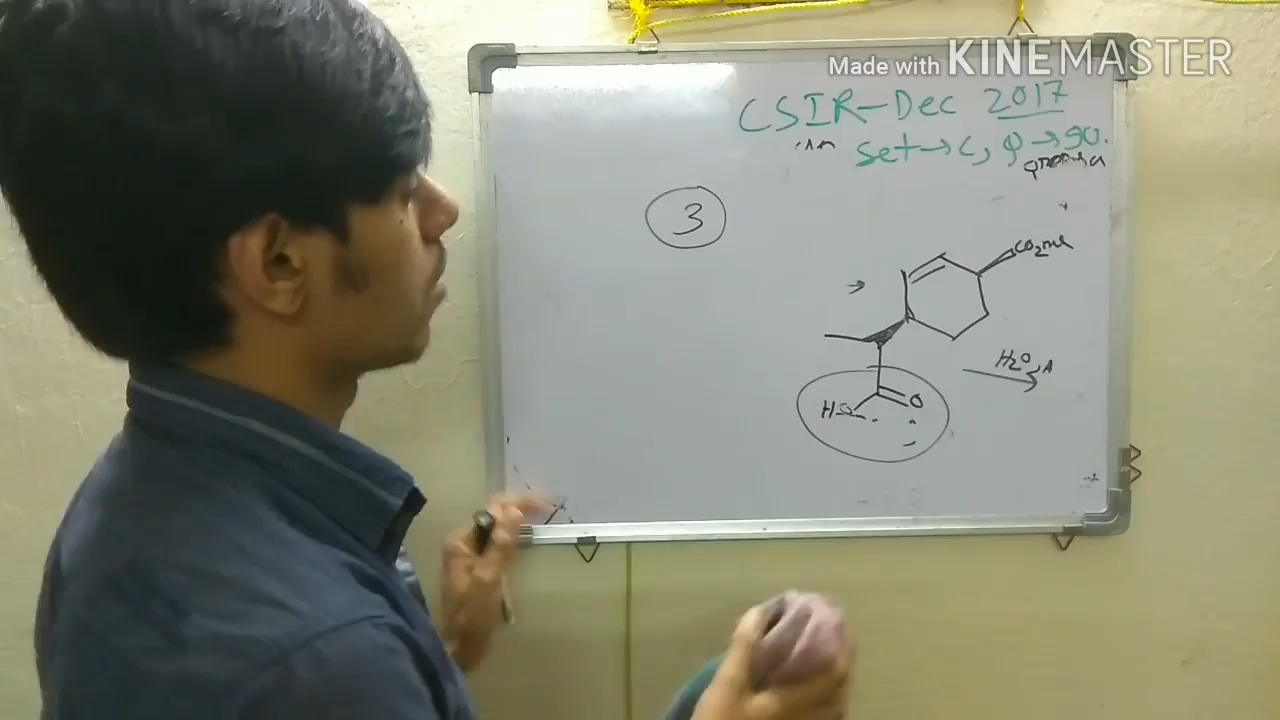 Made with KINEMASTER
CSIR-Dec 2017
set→C, Q→90.
3
CO2Me
→
H2O, Δ
HO
O